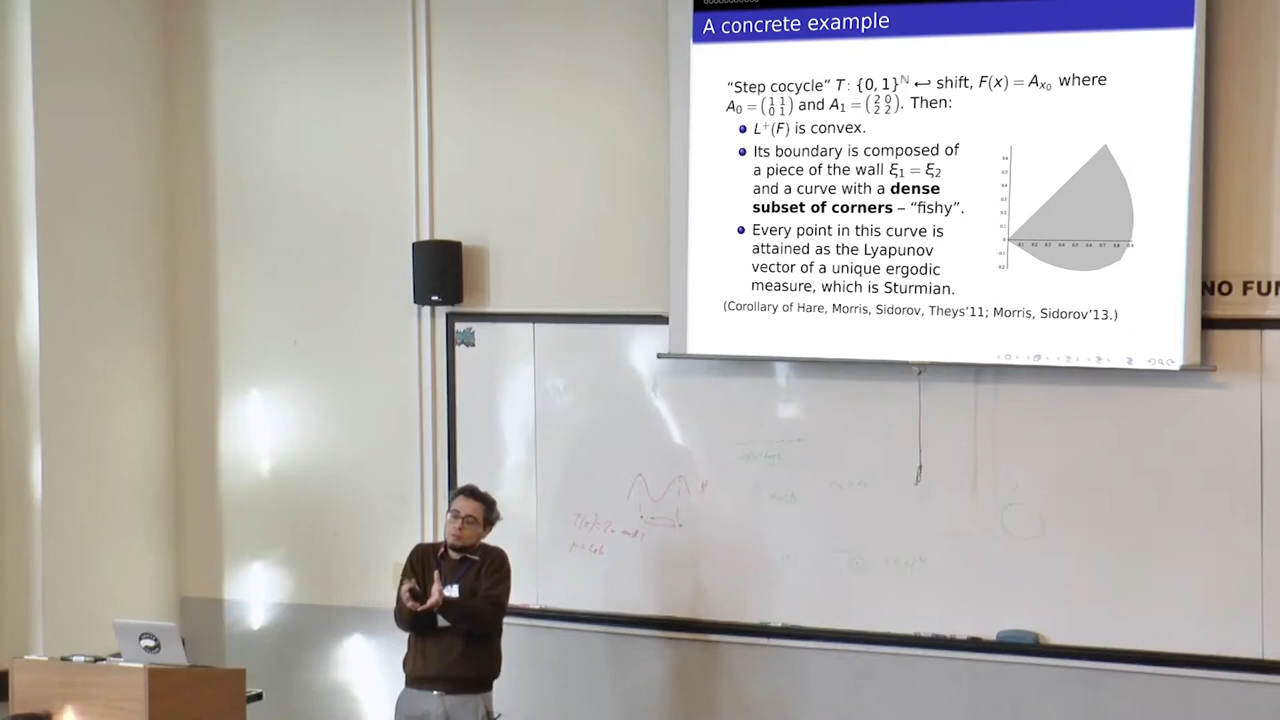 A concrete example
“Step cocycle” T: {0, 1}^ℕ ↩ shift, F(x) = A_{x_0} where
A_0 = (1 1 0 1) and A_1 = (2 0 2 2). Then:
L^+(F) is convex.
Its boundary is composed of
a piece of the wall ξ_1 = ξ_2
and a curve with a dense
subset of corners – “fishy”.
Every point in this curve is
attained as the Lyapunov
vector of a unique ergodic
measure, which is Sturmian.
(Corollary of Hare, Morris, Sidorov, Theys'11; Morris, Sidorov'13.)
NO FU